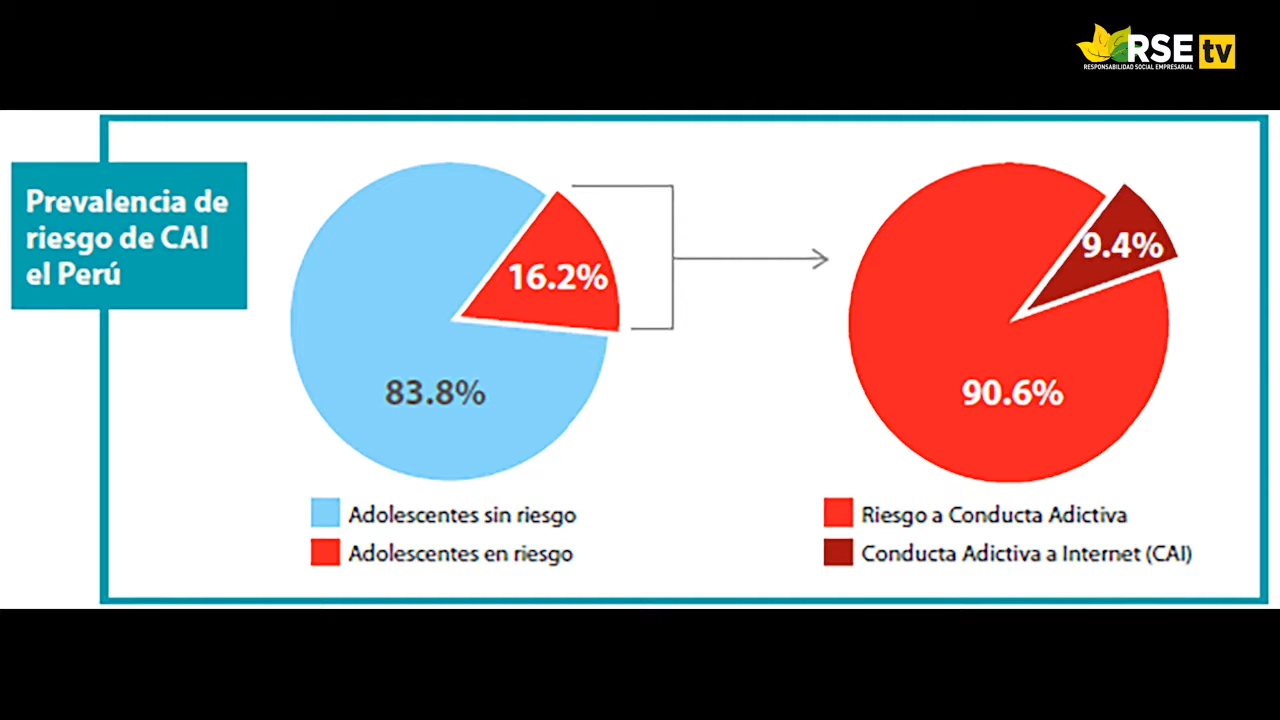 RSE tv
RESPONSABILIDAD SOCIAL EMPRESARIAL
Prevalencia de
riesgo de CAI
el Perú
16.2%
83.8%
9.4%
90.6%
Adolescentes sin riesgo
Adolescentes en riesgo
Riesgo a Conducta Adictiva
Conducta Adictiva a Internet (CAI)